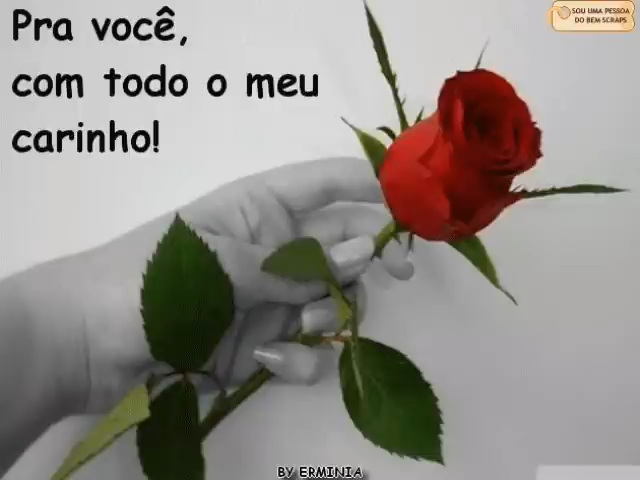 Pra você,
com todo o meu
carinho!
SOU UMA PESSOA
DO BEM SCRAPS
BY ERMINIA